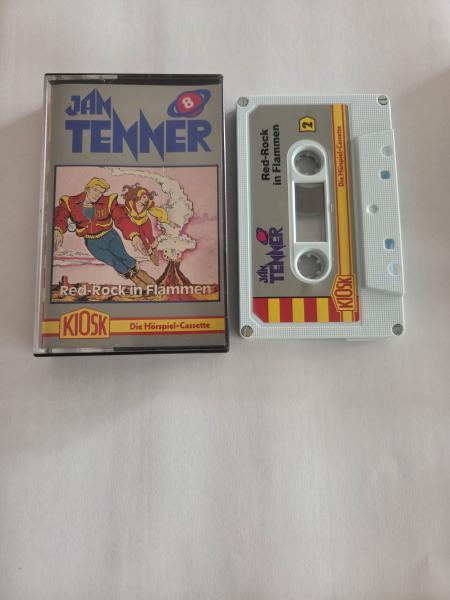 JAN
TENNER
8
Red-Rock in Flammen
KIOSK
Die Hörspiel-Cassette
2
Red-Rock
in Flammen
JAN
TENNER
Die Hörspiel-Cassette
KIOSK